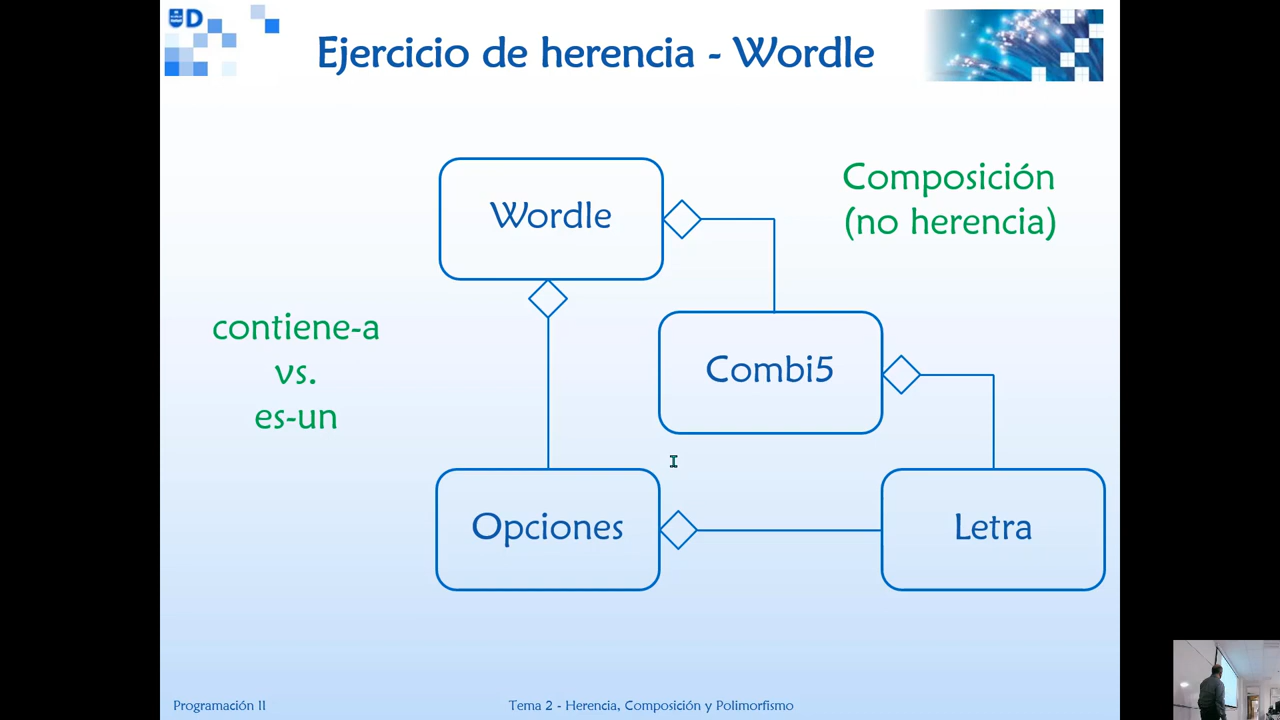 UD
Ejercicio de herencia - Wordle
Wordle
Composición
(no herencia)
contiene-a
vs.
es-un
Combi5
Opciones
Letra
Programación II
Tema 2 - Herencia, Composición y Polimorfismo